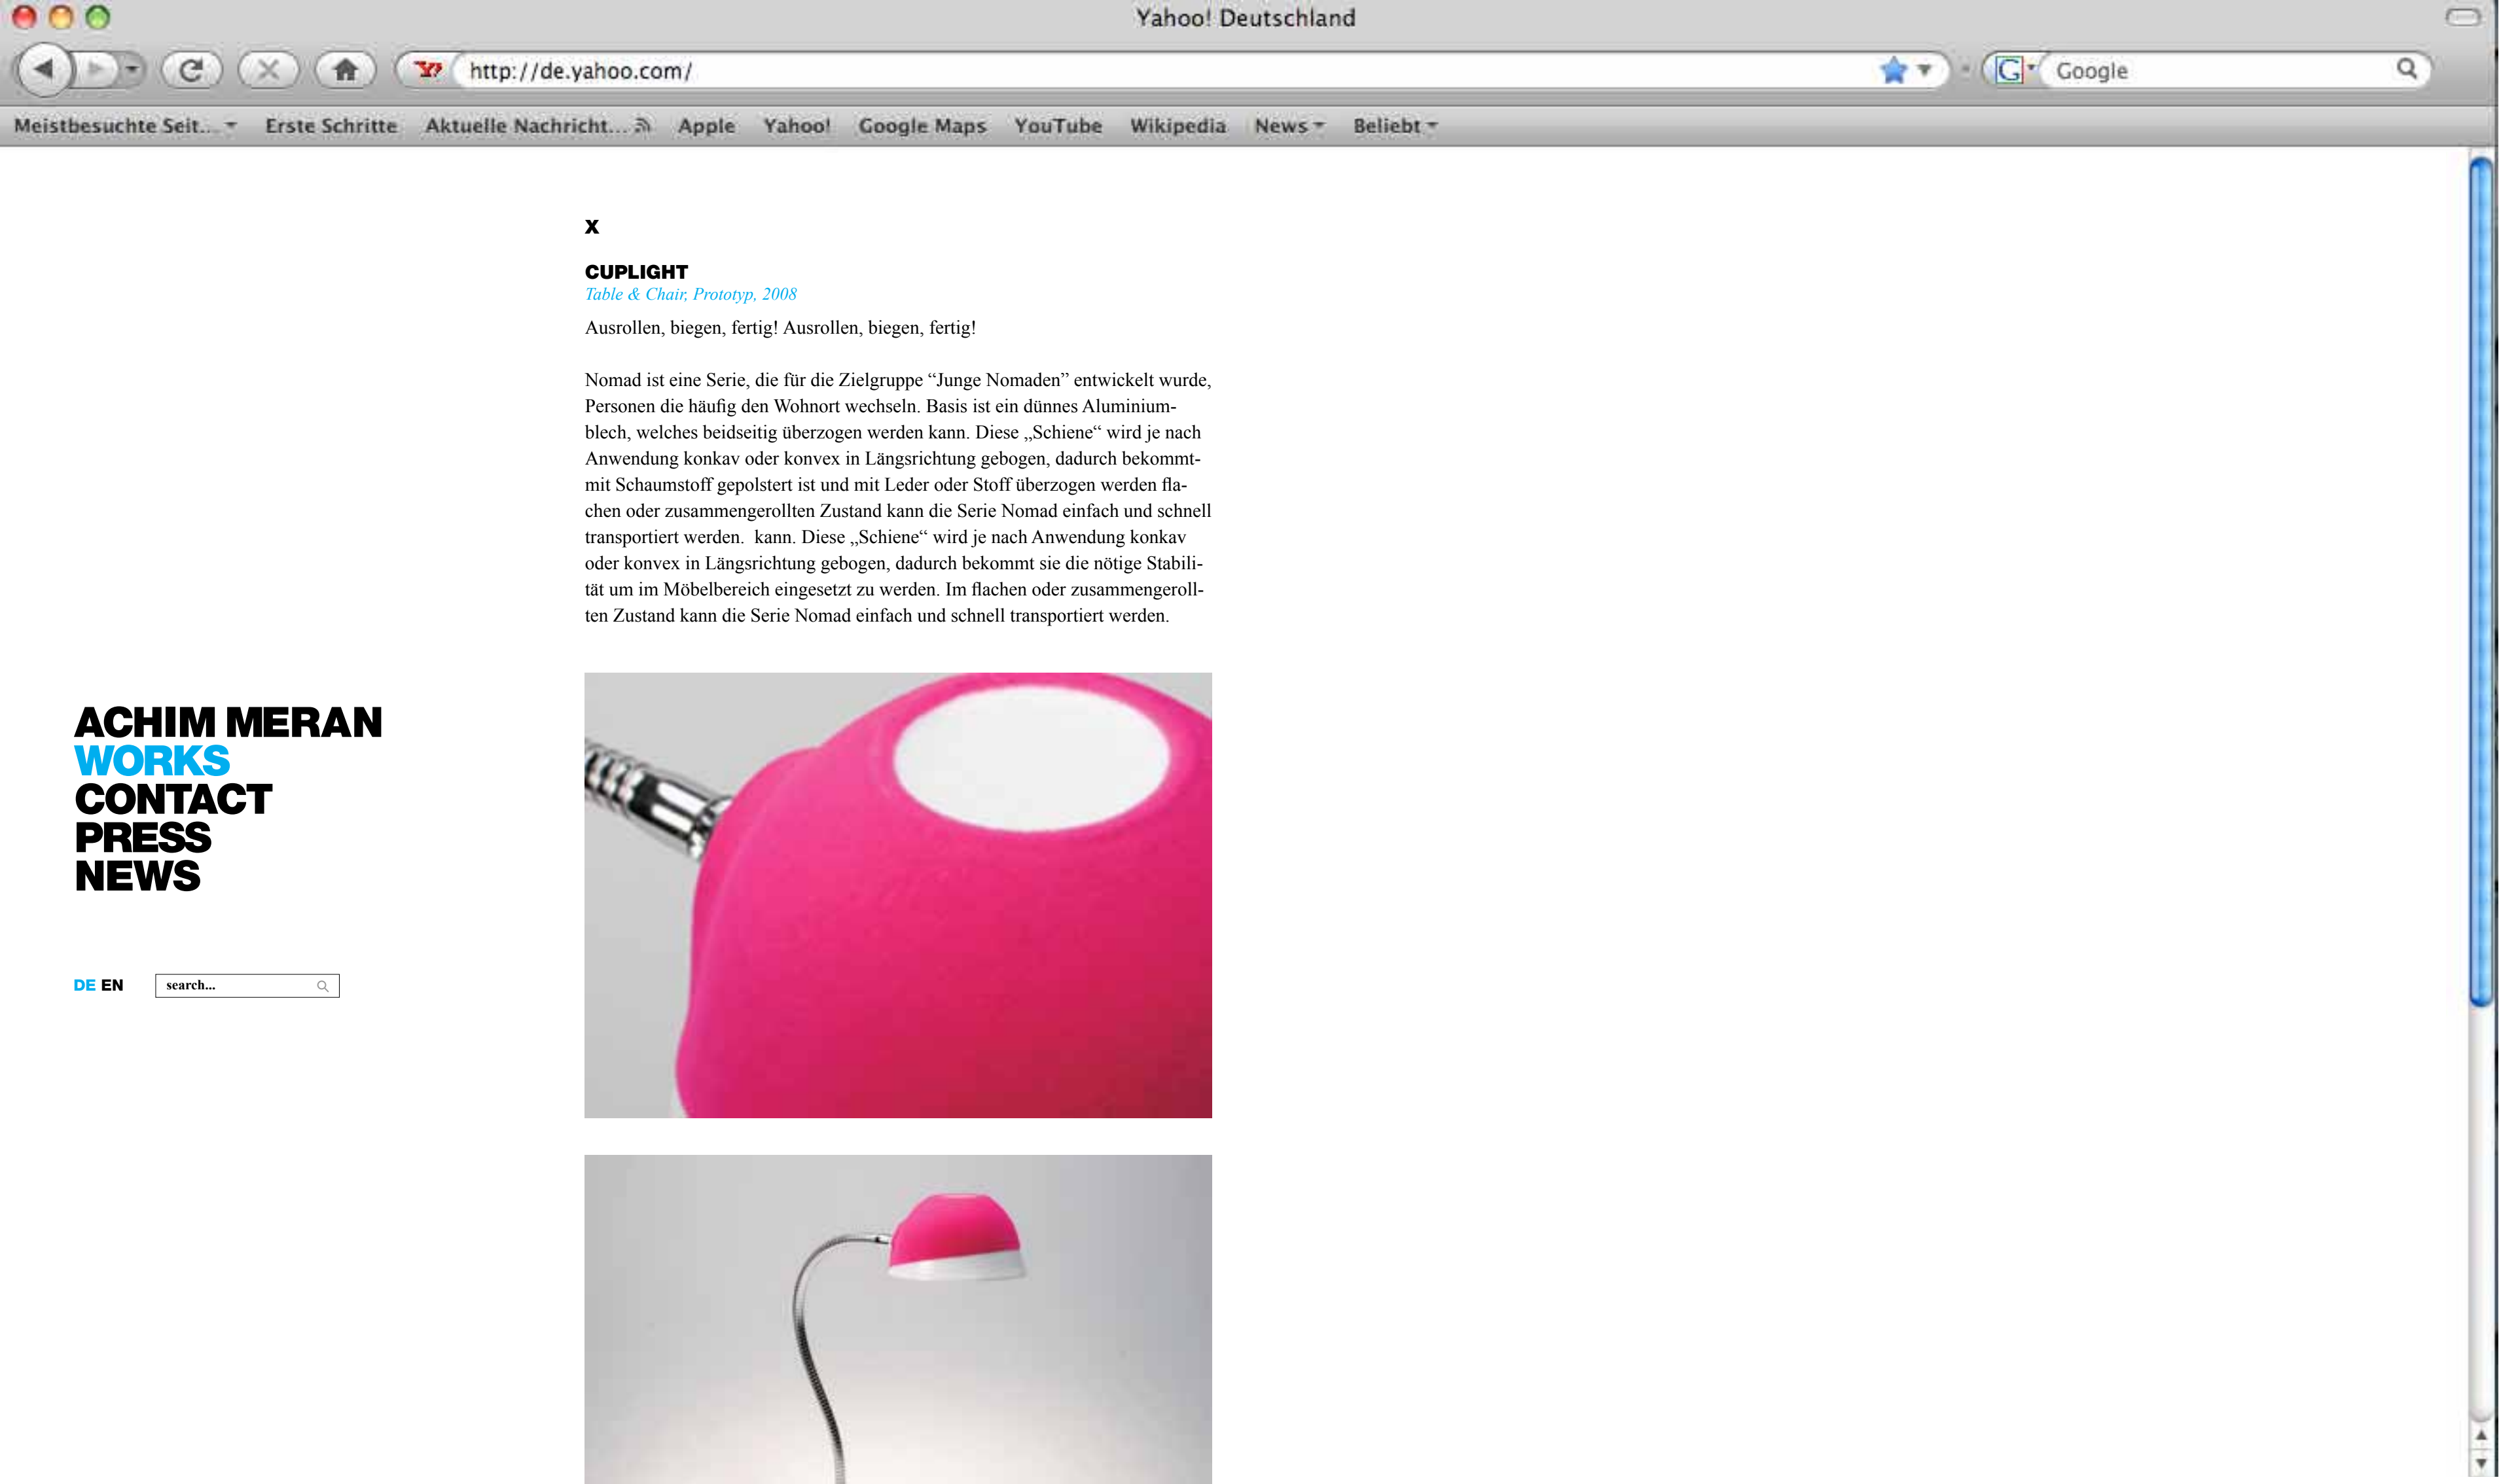 Yahoo! Deutschland
http://de.yahoo.com/
Google
Meistbesuchte Seit... Erste Schritte Aktuelle Nachricht... Apple Yahoo! Google Maps YouTube Wikipedia News Beliebt
x
CUPLIGHT
Table & Chair, Prototyp, 2008
Ausrollen, biegen, fertig! Ausrollen, biegen, fertig!
Nomad ist eine Serie, die für die Zielgruppe “Junge Nomaden” entwickelt wurde,
Personen die häufig den Wohnort wechseln. Basis ist ein dünnes Aluminium-
blech, welches beidseitig überzogen werden kann. Diese „Schiene“ wird je nach
Anwendung konkav oder konvex in Längsrichtung gebogen, dadurch bekommt-
mit Schaumstoff gepolstert ist und mit Leder oder Stoff überzogen werden fla-
chen oder zusammengerollten Zustand kann die Serie Nomad einfach und schnell
transportiert werden.  kann. Diese „Schiene“ wird je nach Anwendung konkav
oder konvex in Längsrichtung gebogen, dadurch bekommt sie die nötige Stabili-
tät um im Möbelbereich eingesetzt zu werden. Im flachen oder zusammengeroll-
ten Zustand kann die Serie Nomad einfach und schnell transportiert werden.
ACHIM MERAN
WORKS
CONTACT
PRESS
NEWS
DE EN
search...